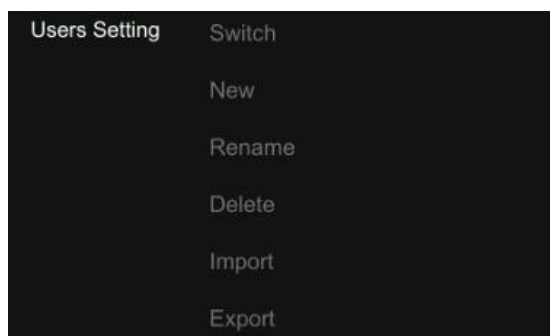 Users Setting Switch
New
Rename
Delete
Import
Export